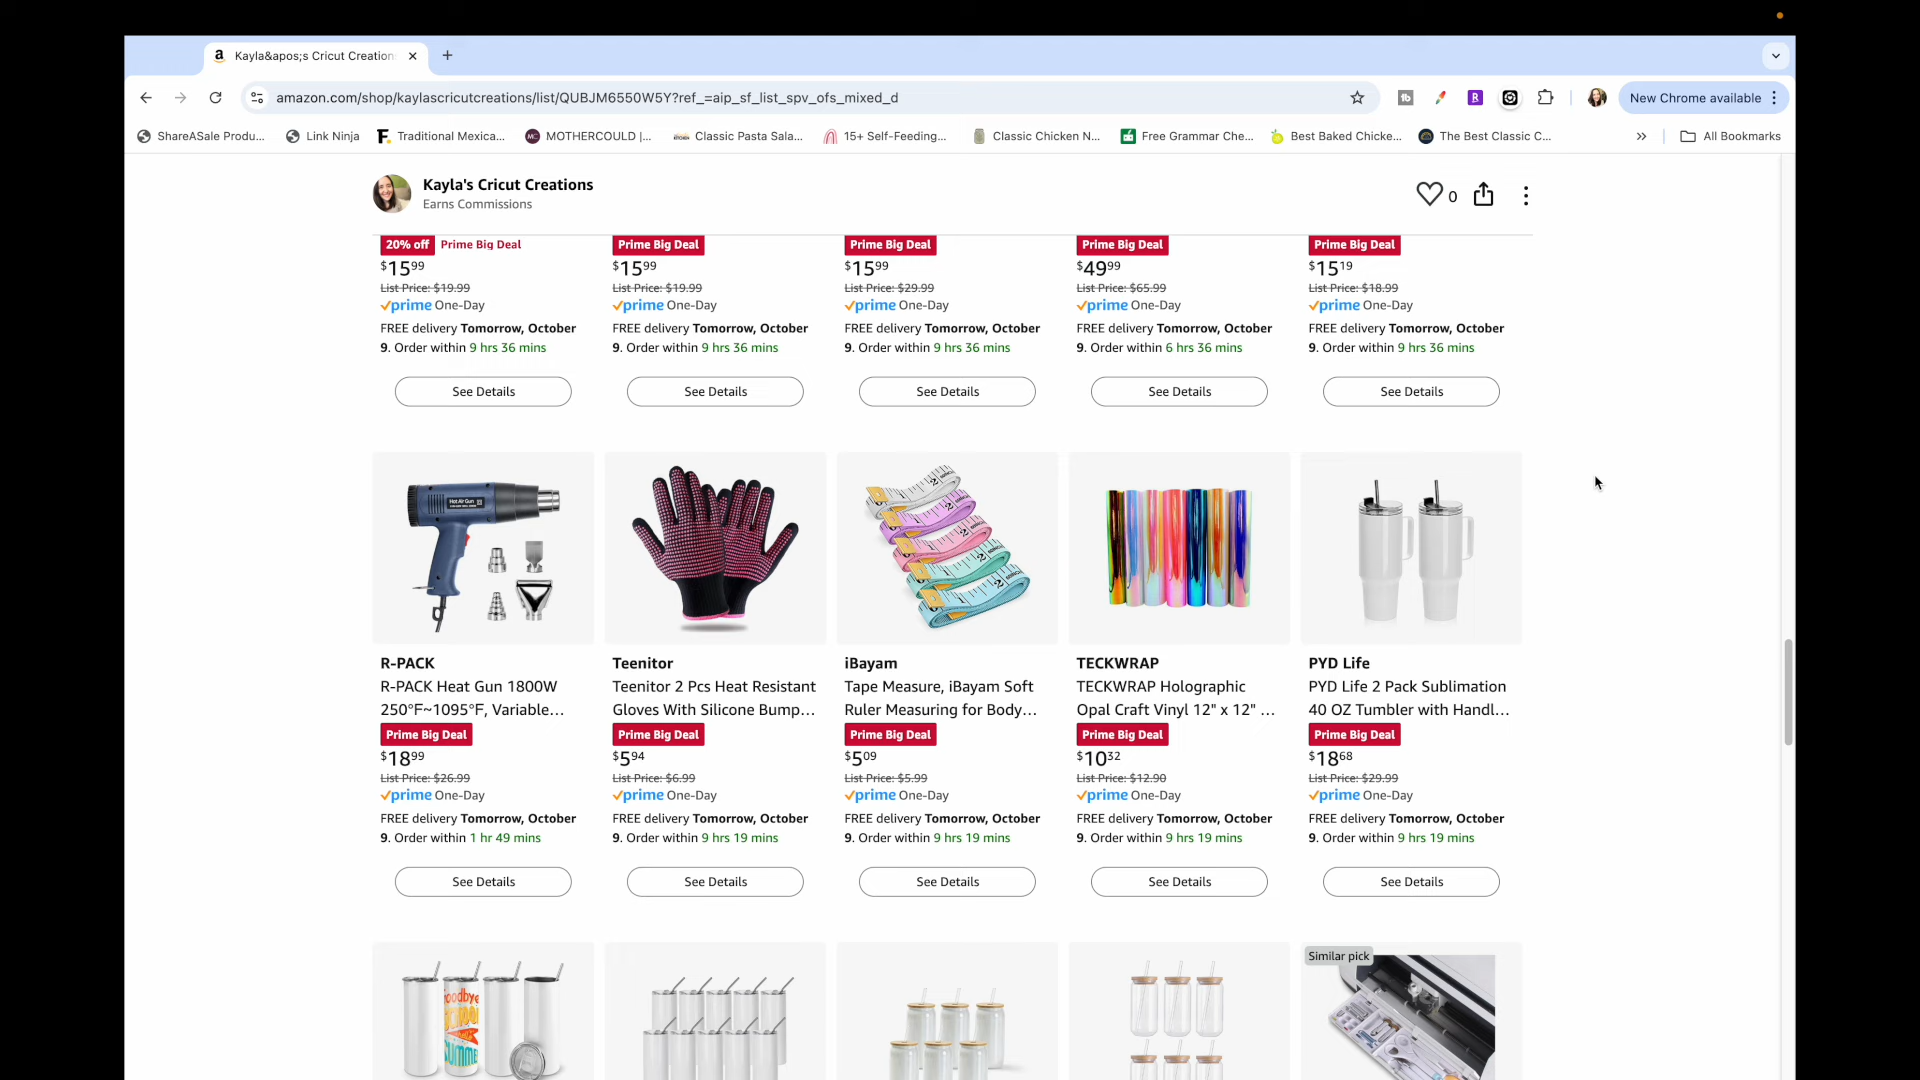 Kayla&apos;s Cricut Creation
amazon.com/shop/kaylascricutcreations/list/QUBJM6550W5Y?ref_=aip_sf_list_spv_ofs_mixed_d
New Chrome available
ShareASale Produ... Link Ninja Traditional Mexica... MOTHERCOULD |... Classic Pasta Sala... 15+ Self-Feeding... Classic Chicken N... Free Grammar Che... Best Baked Chicke... The Best Classic C... » All Bookmarks
Kayla's Cricut Creations
Earns Commissions
0
20% off Prime Big Deal Prime Big Deal Prime Big Deal Prime Big Deal Prime Big Deal
$15.99 $15.99 $15.99 $49.99 $15.19
List Price: $19.99 List Price: $19.99 List Price: $29.99 List Price: $65.99 List Price: $18.99
prime One-Day prime One-Day prime One-Day prime One-Day prime One-Day
FREE delivery Tomorrow, October FREE delivery Tomorrow, October FREE delivery Tomorrow, October FREE delivery Tomorrow, October FREE delivery Tomorrow, October
9. Order within 9 hrs 36 mins 9. Order within 9 hrs 36 mins 9. Order within 9 hrs 36 mins 9. Order within 6 hrs 36 mins 9. Order within 9 hrs 36 mins
See Details See Details See Details See Details See Details
Hot Air Gun
R-PACK Teenitor iBayam TECKWRAP PYD Life
R-PACK Heat Gun 1800W Teenitor 2 Pcs Heat Resistant Tape Measure, iBayam Soft TECKWRAP Holographic PYD Life 2 Pack Sublimation
250°F~1095°F, Variable... Gloves With Silicone Bump... Ruler Measuring for Body... Opal Craft Vinyl 12" x 12" ... 40 OZ Tumbler with Handl...
Prime Big Deal Prime Big Deal Prime Big Deal Prime Big Deal Prime Big Deal
$18.99 $5.94 $5.09 $10.32 $18.68
List Price: $26.99 List Price: $6.99 List Price: $5.99 List Price: $12.90 List Price: $29.99
prime One-Day prime One-Day prime One-Day prime One-Day prime One-Day
FREE delivery Tomorrow, October FREE delivery Tomorrow, October FREE delivery Tomorrow, October FREE delivery Tomorrow, October FREE delivery Tomorrow, October
9. Order within 1 hr 49 mins 9. Order within 9 hrs 19 mins 9. Order within 9 hrs 19 mins 9. Order within 9 hrs 19 mins 9. Order within 9 hrs 19 mins
See Details See Details See Details See Details See Details
Similar pick
SUMME